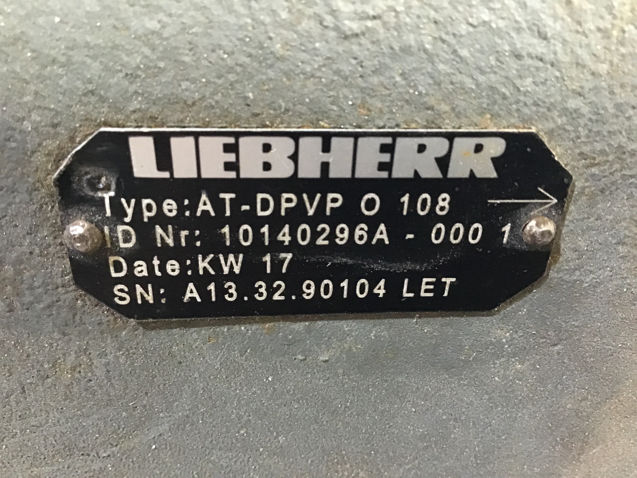 LIEBHERR
Type:AT-DPVP O 108 →
ID Nr: 10140296A - 000 1
Date:KW 17
SN: A13.32.90104 LET